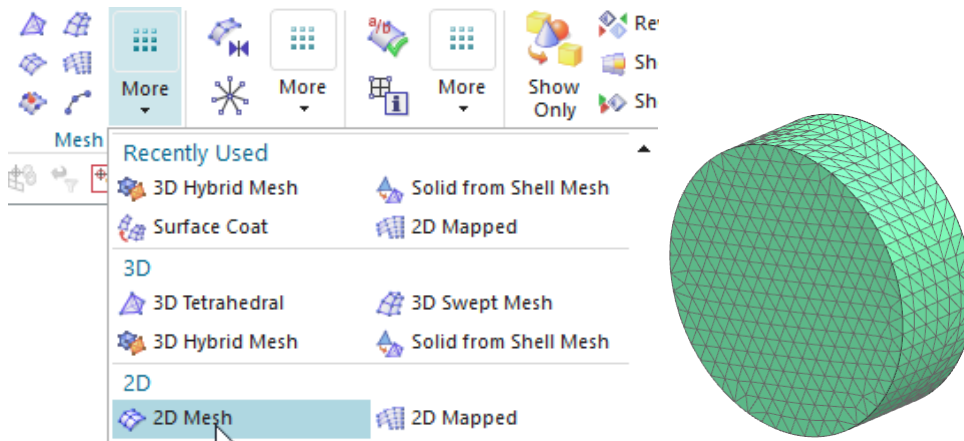 a/b
Rev
More
More
More
Show
Only
Sh
Sh
Mesh
Recently Used
3D Hybrid Mesh
Solid from Shell Mesh
Surface Coat
2D Mapped
3D
3D Tetrahedral
3D Swept Mesh
3D Hybrid Mesh
Solid from Shell Mesh
2D
2D Mesh
2D Mapped